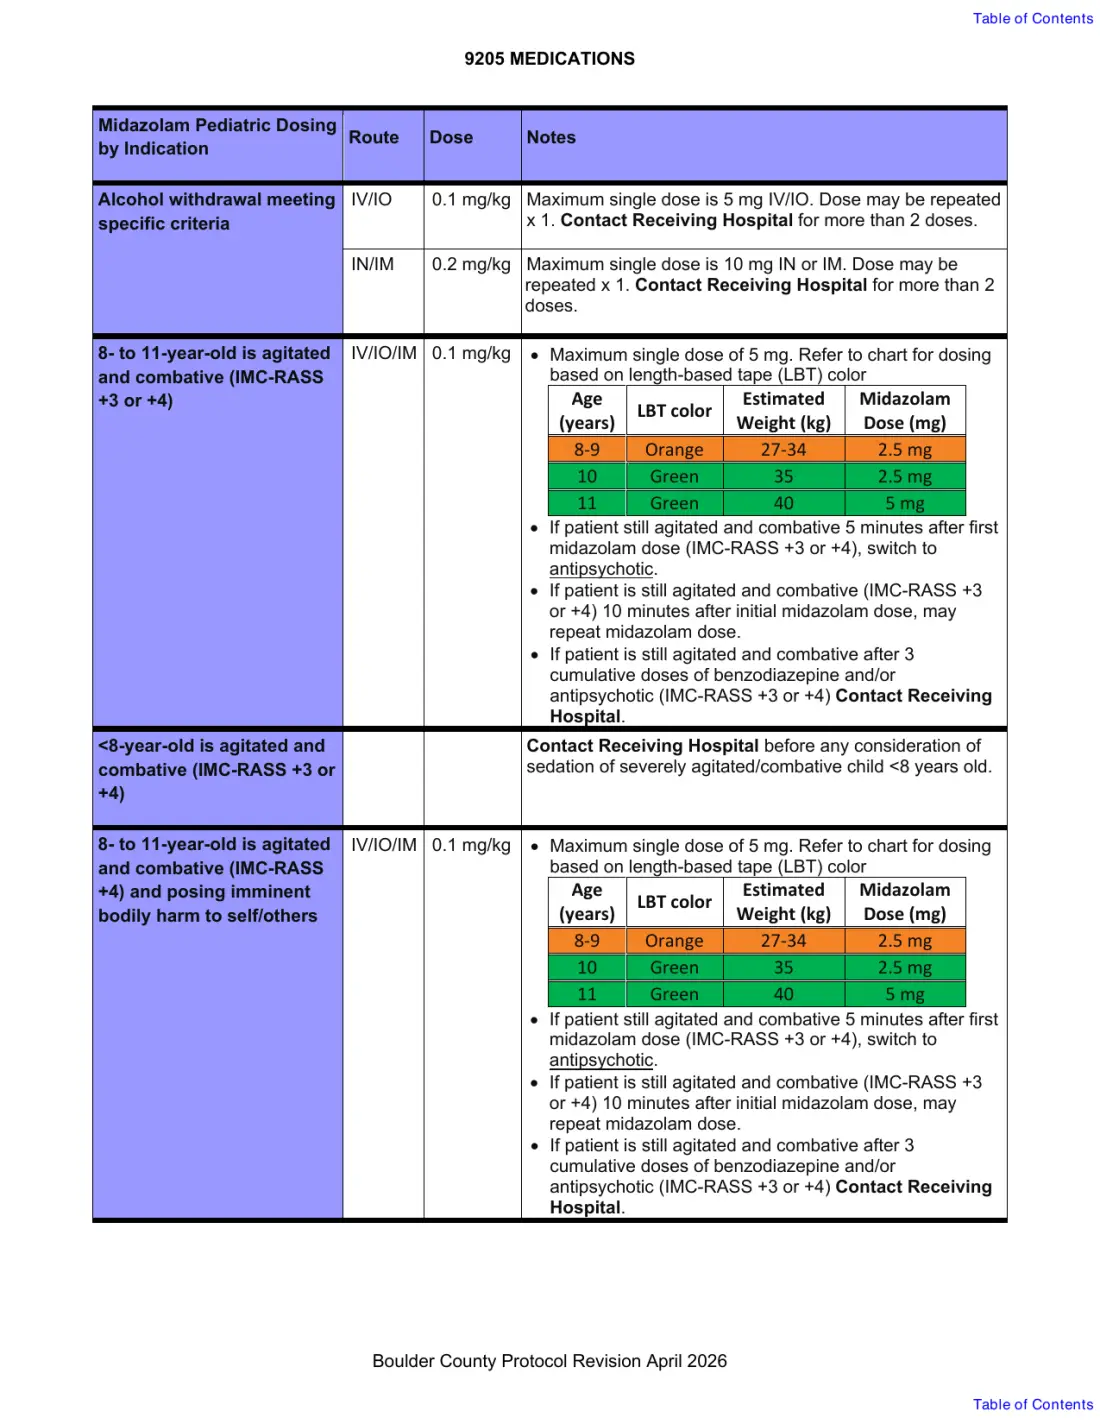 Table of Contents
9205 MEDICATIONS
Midazolam Pediatric Dosing
by Indication
Route
Dose
Notes
Alcohol withdrawal meeting
specific criteria
IV/IO
0.1 mg/kg
Maximum single dose is 5 mg IV/IO. Dose may be repeated
x 1. Contact Receiving Hospital for more than 2 doses.
IN/IM
0.2 mg/kg
Maximum single dose is 10 mg IN or IM. Dose may be
repeated x 1. Contact Receiving Hospital for more than 2
doses.
8- to 11-year-old is agitated
and combative (IMC-RASS
+3 or +4)
IV/IO/IM
0.1 mg/kg
• Maximum single dose of 5 mg. Refer to chart for dosing
based on length-based tape (LBT) color
Age (years) LBT color Estimated Weight (kg) Midazolam Dose (mg)
8-9 Orange 27-34 2.5 mg
10 Green 35 2.5 mg
11 Green 40 5 mg
• If patient still agitated and combative 5 minutes after first
midazolam dose (IMC-RASS +3 or +4), switch to
antipsychotic.
• If patient is still agitated and combative (IMC-RASS +3
or +4) 10 minutes after initial midazolam dose, may
repeat midazolam dose.
• If patient is still agitated and combative after 3
cumulative doses of benzodiazepine and/or
antipsychotic (IMC-RASS +3 or +4) Contact Receiving
Hospital.
<8-year-old is agitated and
combative (IMC-RASS +3 or
+4)
Contact Receiving Hospital before any consideration of
sedation of severely agitated/combative child <8 years old.
8- to 11-year-old is agitated
and combative (IMC-RASS
+4) and posing imminent
bodily harm to self/others
IV/IO/IM
0.1 mg/kg
• Maximum single dose of 5 mg. Refer to chart for dosing
based on length-based tape (LBT) color
Age (years) LBT color Estimated Weight (kg) Midazolam Dose (mg)
8-9 Orange 27-34 2.5 mg
10 Green 35 2.5 mg
11 Green 40 5 mg
• If patient still agitated and combative 5 minutes after first
midazolam dose (IMC-RASS +3 or +4), switch to
antipsychotic.
• If patient is still agitated and combative (IMC-RASS +3
or +4) 10 minutes after initial midazolam dose, may
repeat midazolam dose.
• If patient is still agitated and combative after 3
cumulative doses of benzodiazepine and/or
antipsychotic (IMC-RASS +3 or +4) Contact Receiving
Hospital.
Boulder County Protocol Revision April 2026
Table of Contents